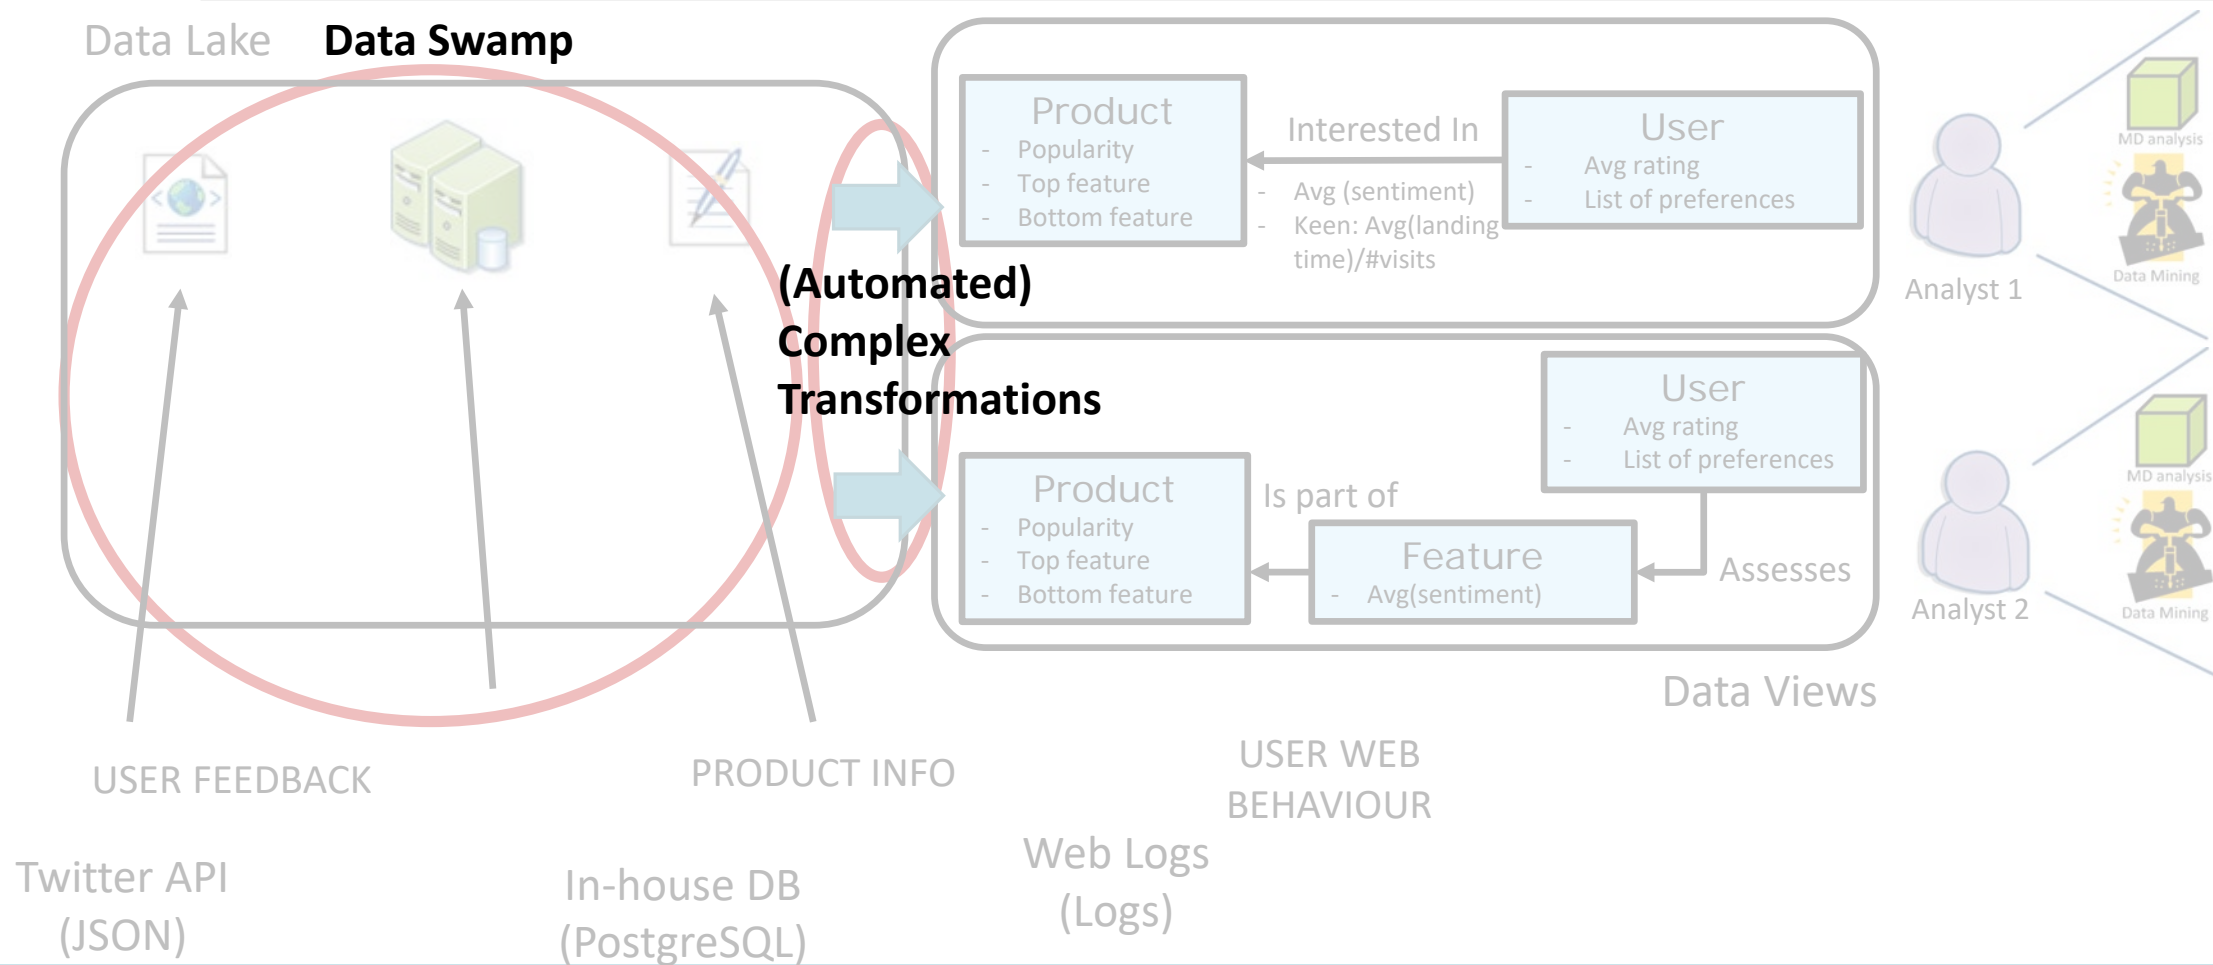 Data Lake
Data Swamp
(Automated)
Complex
Transformations
Product
- Popularity
- Top feature
- Bottom feature
Interested In
- Avg (sentiment)
- Keen: Avg(landing
time)/#visits
User
- Avg rating
- List of preferences
Analyst 1
MD analysis
Data Mining
Product
- Popularity
- Top feature
- Bottom feature
Is part of
Feature
- Avg(sentiment)
User
- Avg rating
- List of preferences
Assesses
Analyst 2
MD analysis
Data Mining
Data Views
USER FEEDBACK
PRODUCT INFO
USER WEB
BEHAVIOUR
Twitter API
(JSON)
In-house DB
(PostgreSQL)
Web Logs
(Logs)